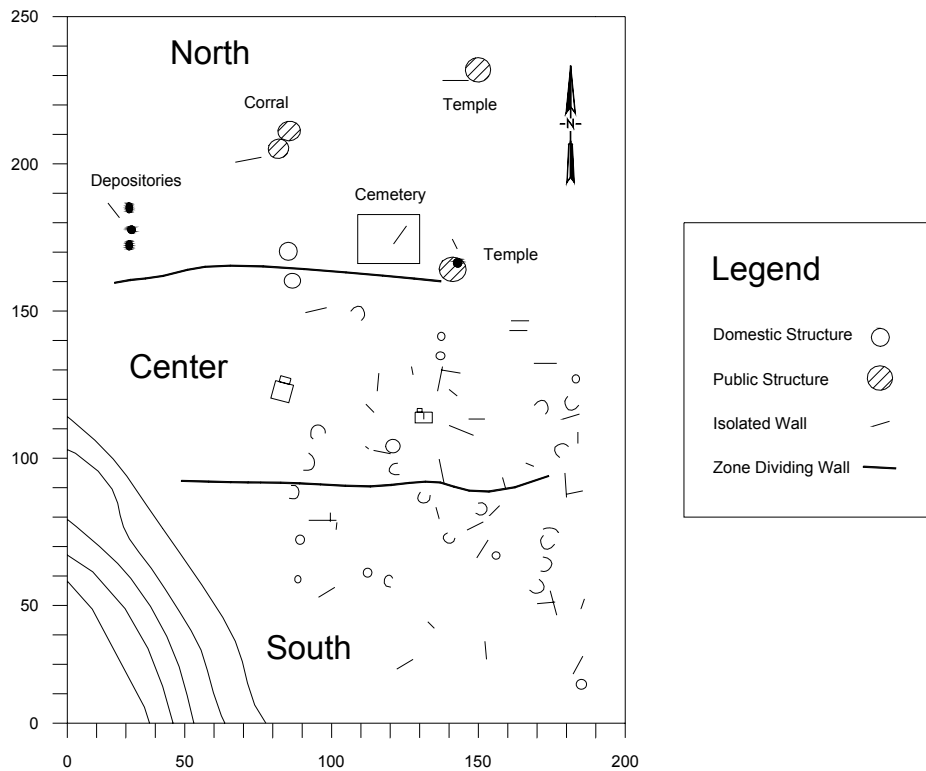 250
North
Temple
Corral
N
200
Depositories
Cemetery
Temple
150
Center
100
50
South
0
0
50
100
150
200
Legend
Domestic Structure
Public Structure
Isolated Wall
Zone Dividing Wall